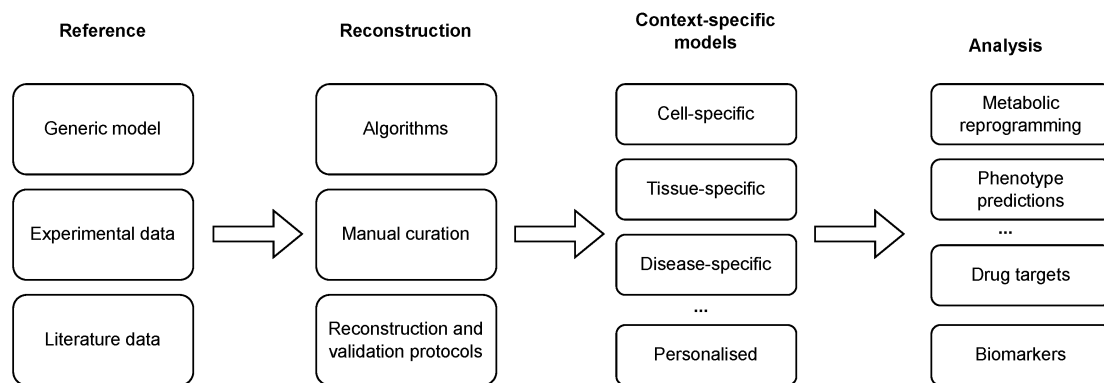 Reference
Generic model
Experimental data
Literature data
Reconstruction
Algorithms
Manual curation
Reconstruction and
validation protocols
Context-specific
models
Cell-specific
Tissue-specific
Disease-specific
...
Personalised
Analysis
Metabolic
reprogramming
Phenotype
predictions
...
Drug targets
Biomarkers